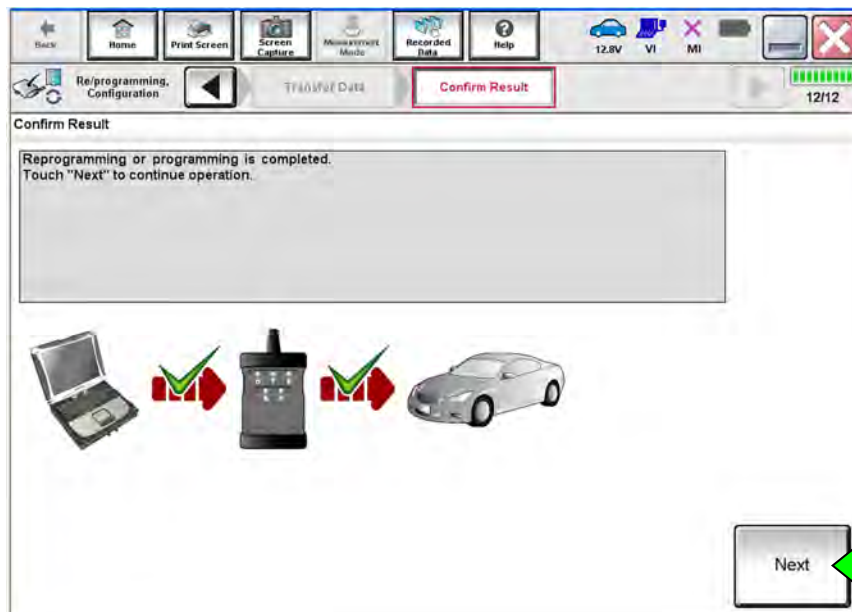 Back
Home
Print Screen
Screen
Capture
Measurement
Mode
Recorded
Data
Help
12.8V
VI
MI
Re/programming,
Configuration
Transfer Data
Confirm Result
12/12
Confirm Result
Reprogramming or programming is completed.
Touch "Next" to continue operation.
Next